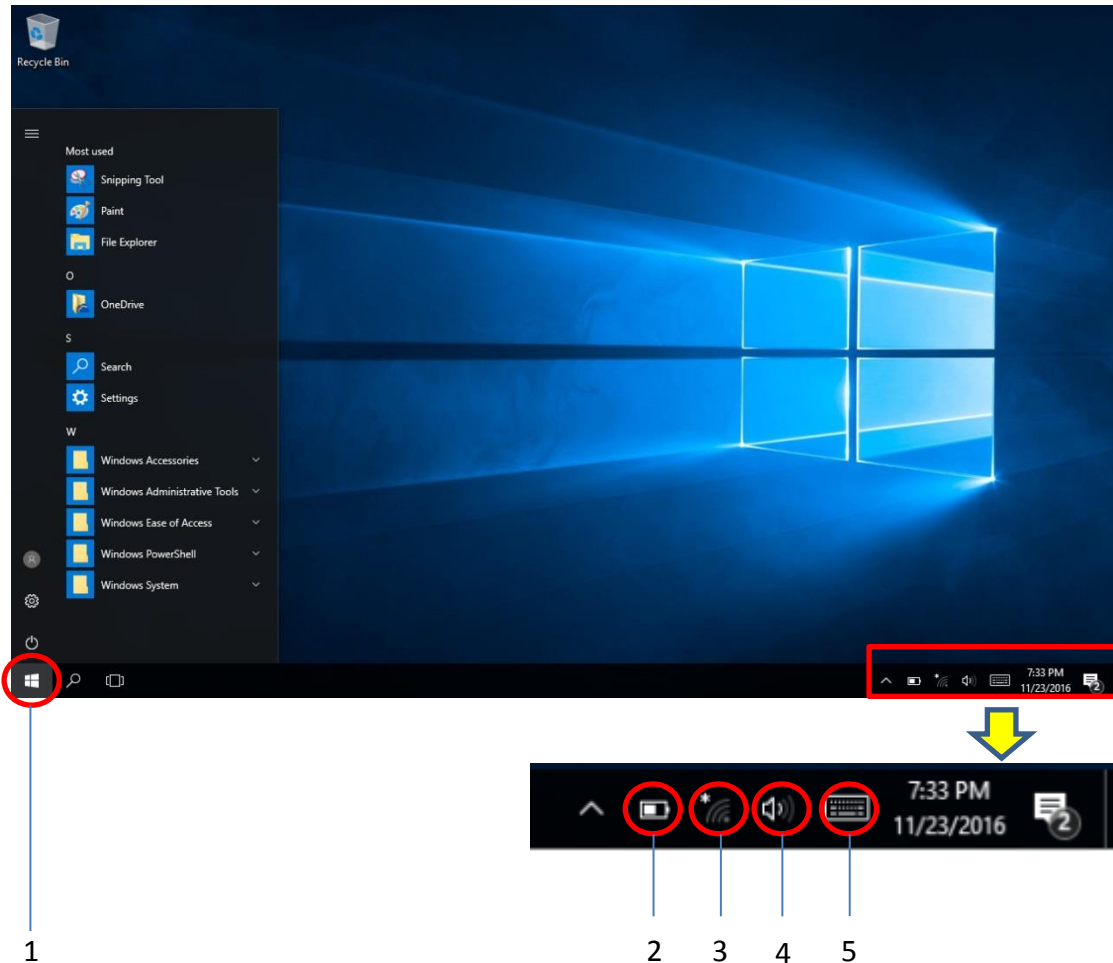 Recycle Bin
Most used
Snipping Tool
Paint
File Explorer
O
OneDrive
S
Search
Settings
W
Windows Accessories
Windows Administrative Tools
Windows Ease of Access
Windows PowerShell
Windows System
7:33 PM
11/23/2016
2
7:33 PM
11/23/2016
2
1
2
3
4
5